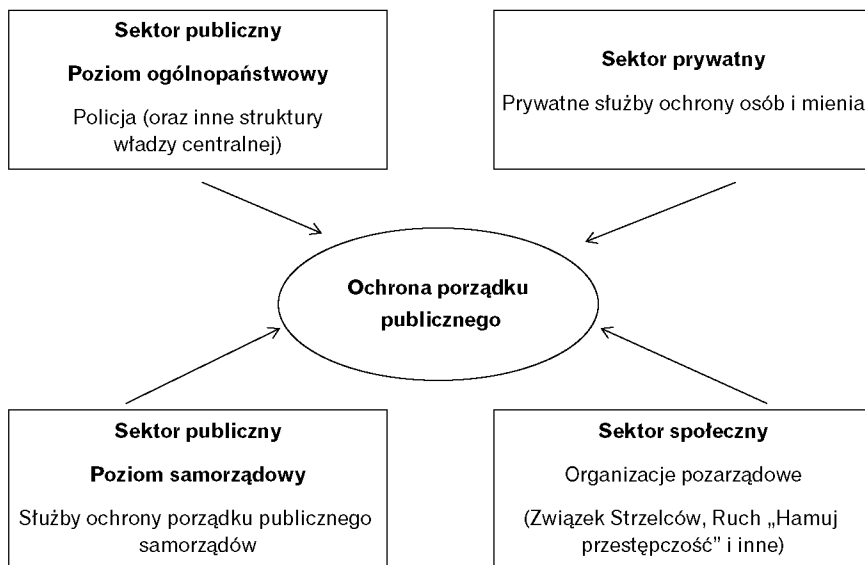 Sektor publiczny
Poziom ogólnopaństwowy
Policja (oraz inne struktury
władzy centralnej)
Sektor prywatny
Prywatne służby ochrony osób i mienia
Ochrona porządku
publicznego
Sektor publiczny
Poziom samorządowy
Służby ochrony porządku publicznego
samorządów
Sektor społeczny
Organizacje pozarządowe
(Związek Strzelców, Ruch „Hamuj
przestępczość” i inne)